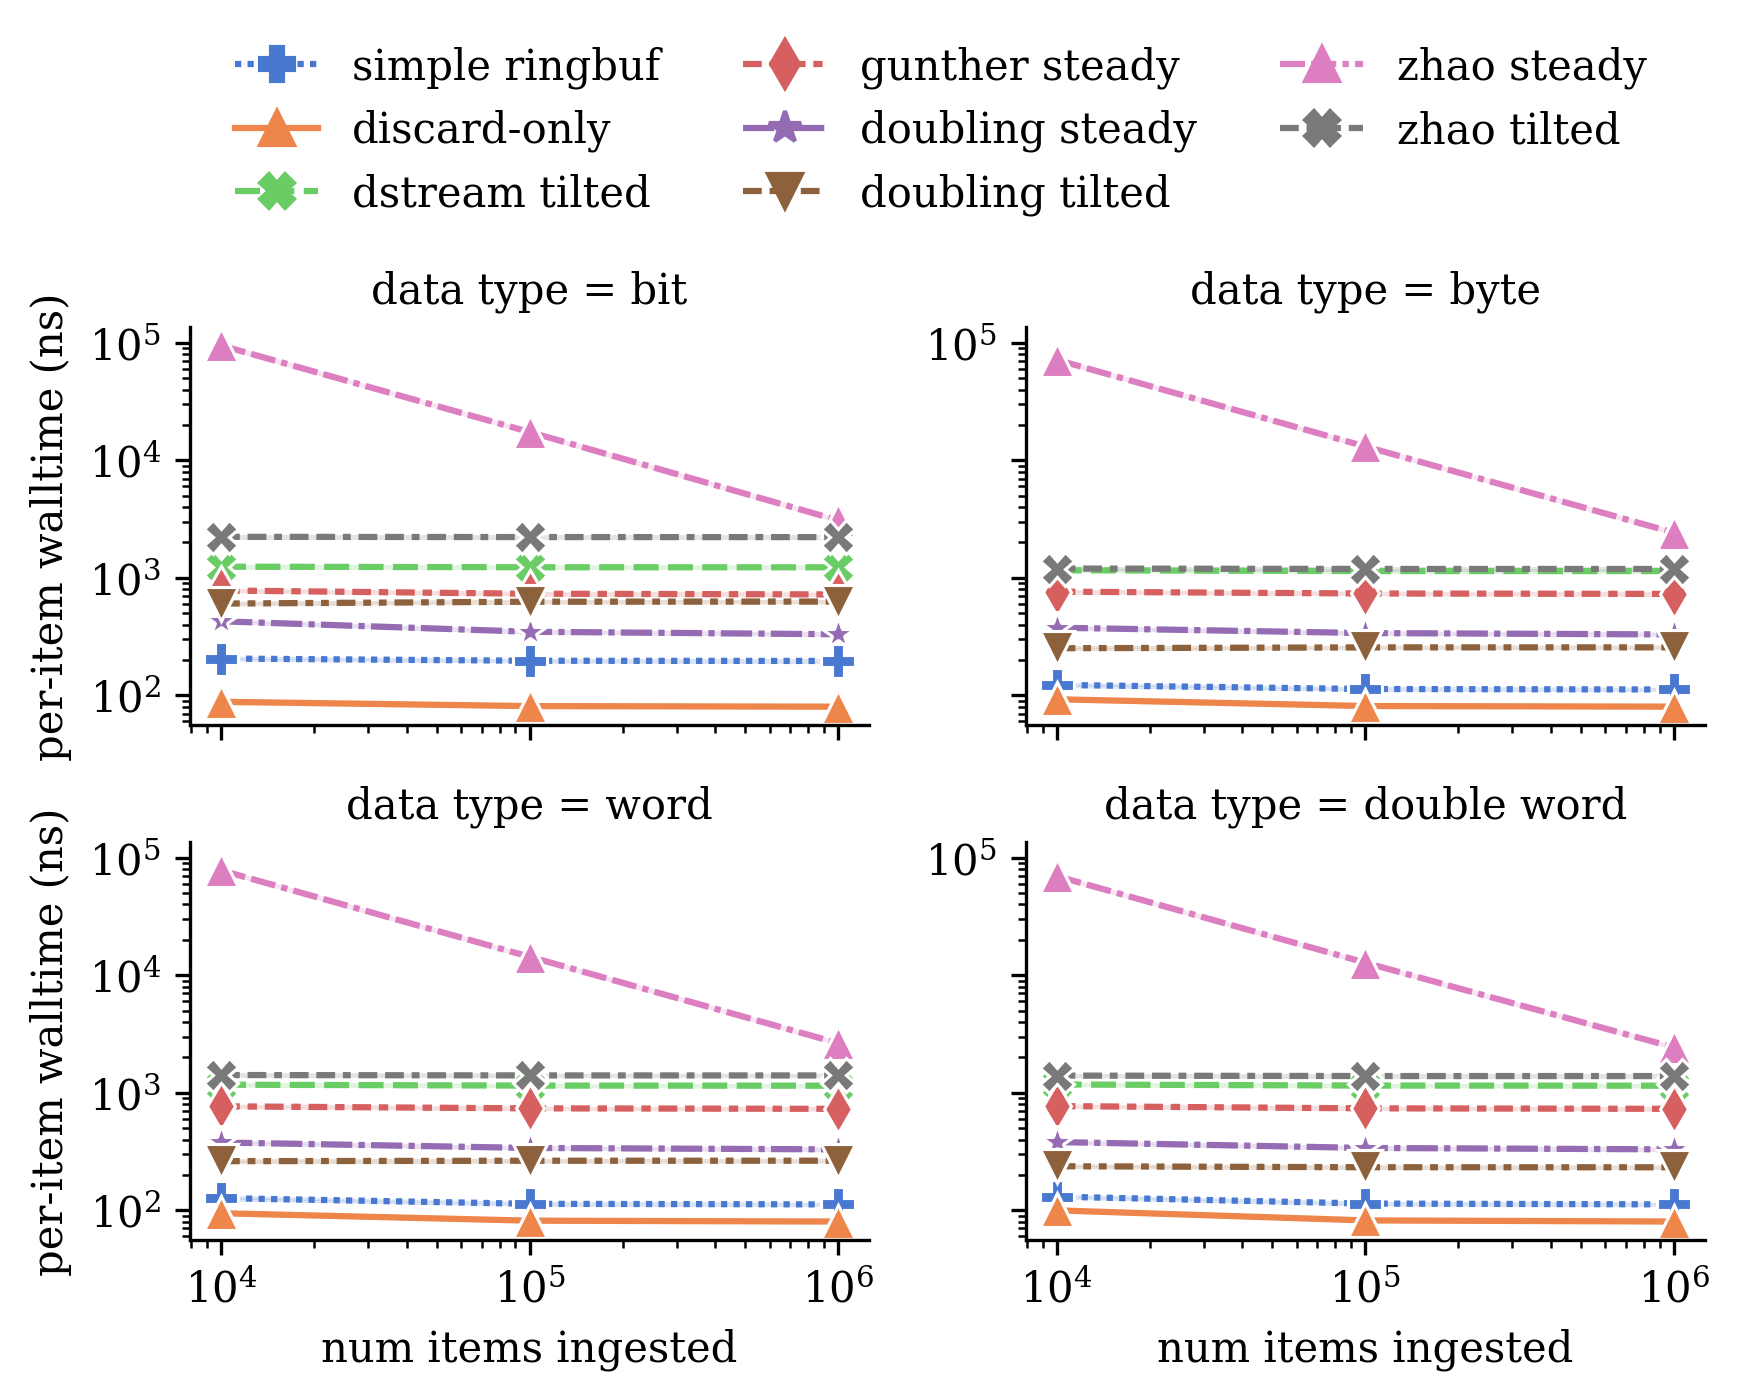 simple ringbuf
discard-only
dstream tilted
gunther steady
doubling steady
doubling tilted
zhao steady
zhao tilted
data type = bit
per-item walltime (ns)
10^5
10^4
10^3
10^2
data type = byte
10^5
data type = word
per-item walltime (ns)
10^5
10^4
10^3
10^2
10^4 10^5 10^6
num items ingested
data type = double word
10^5
10^4 10^5 10^6
num items ingested